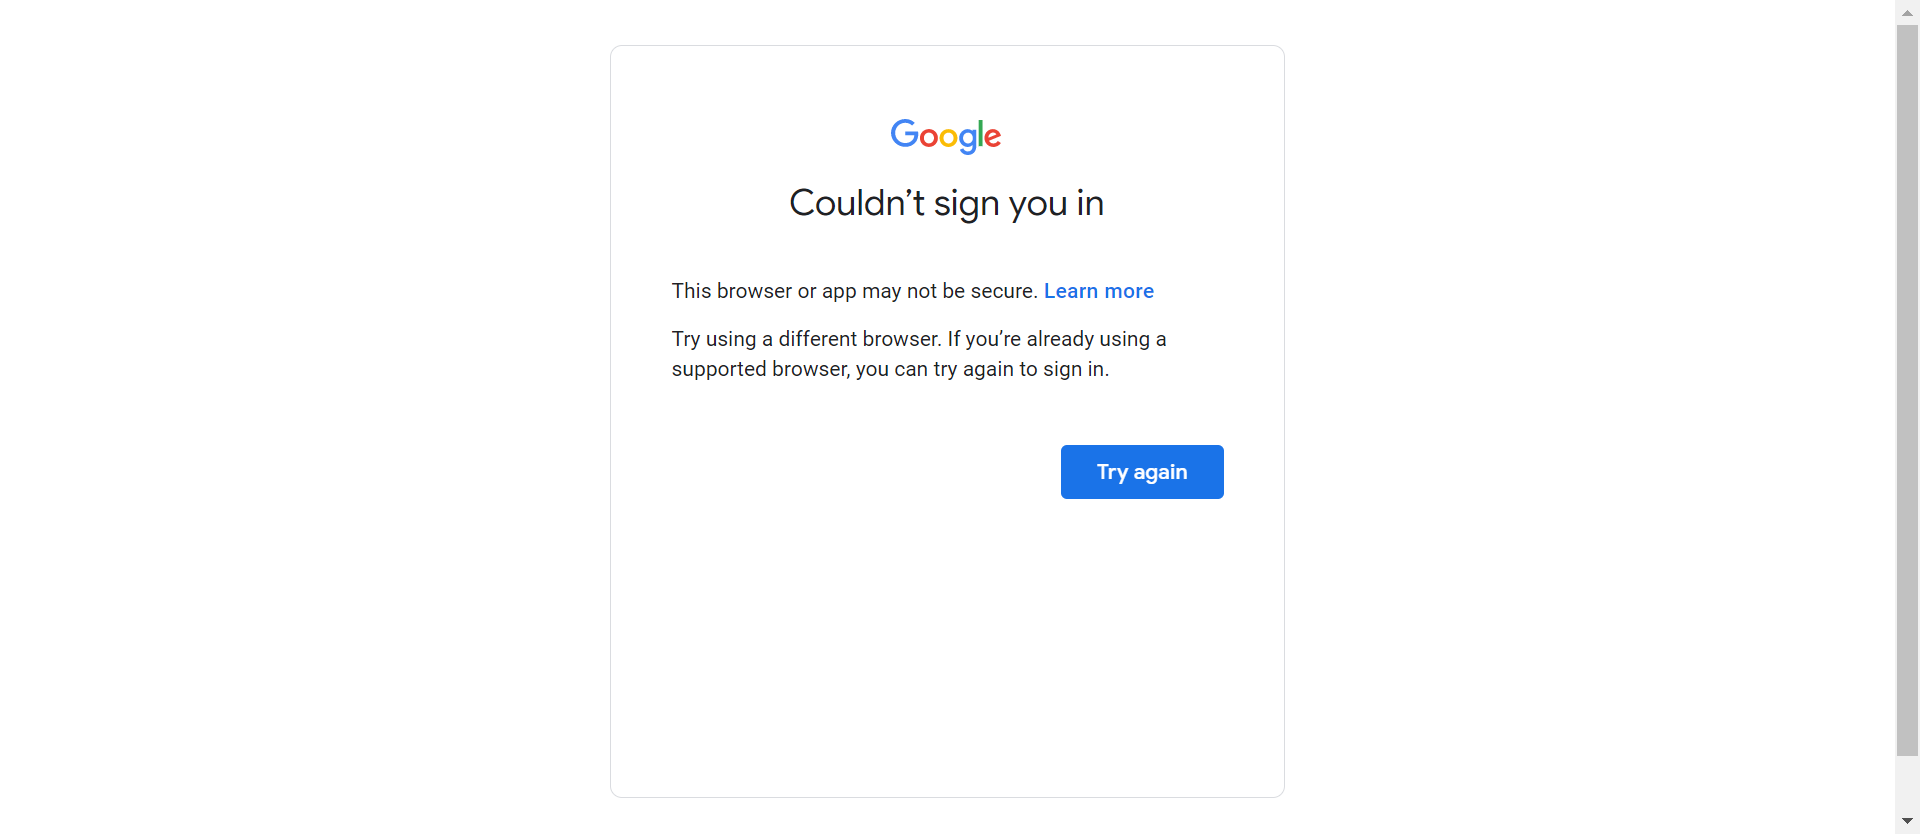 Google
Couldn’t sign you in
This browser or app may not be secure. Learn more
Try using a different browser. If you’re already using a
supported browser, you can try again to sign in.
Try again